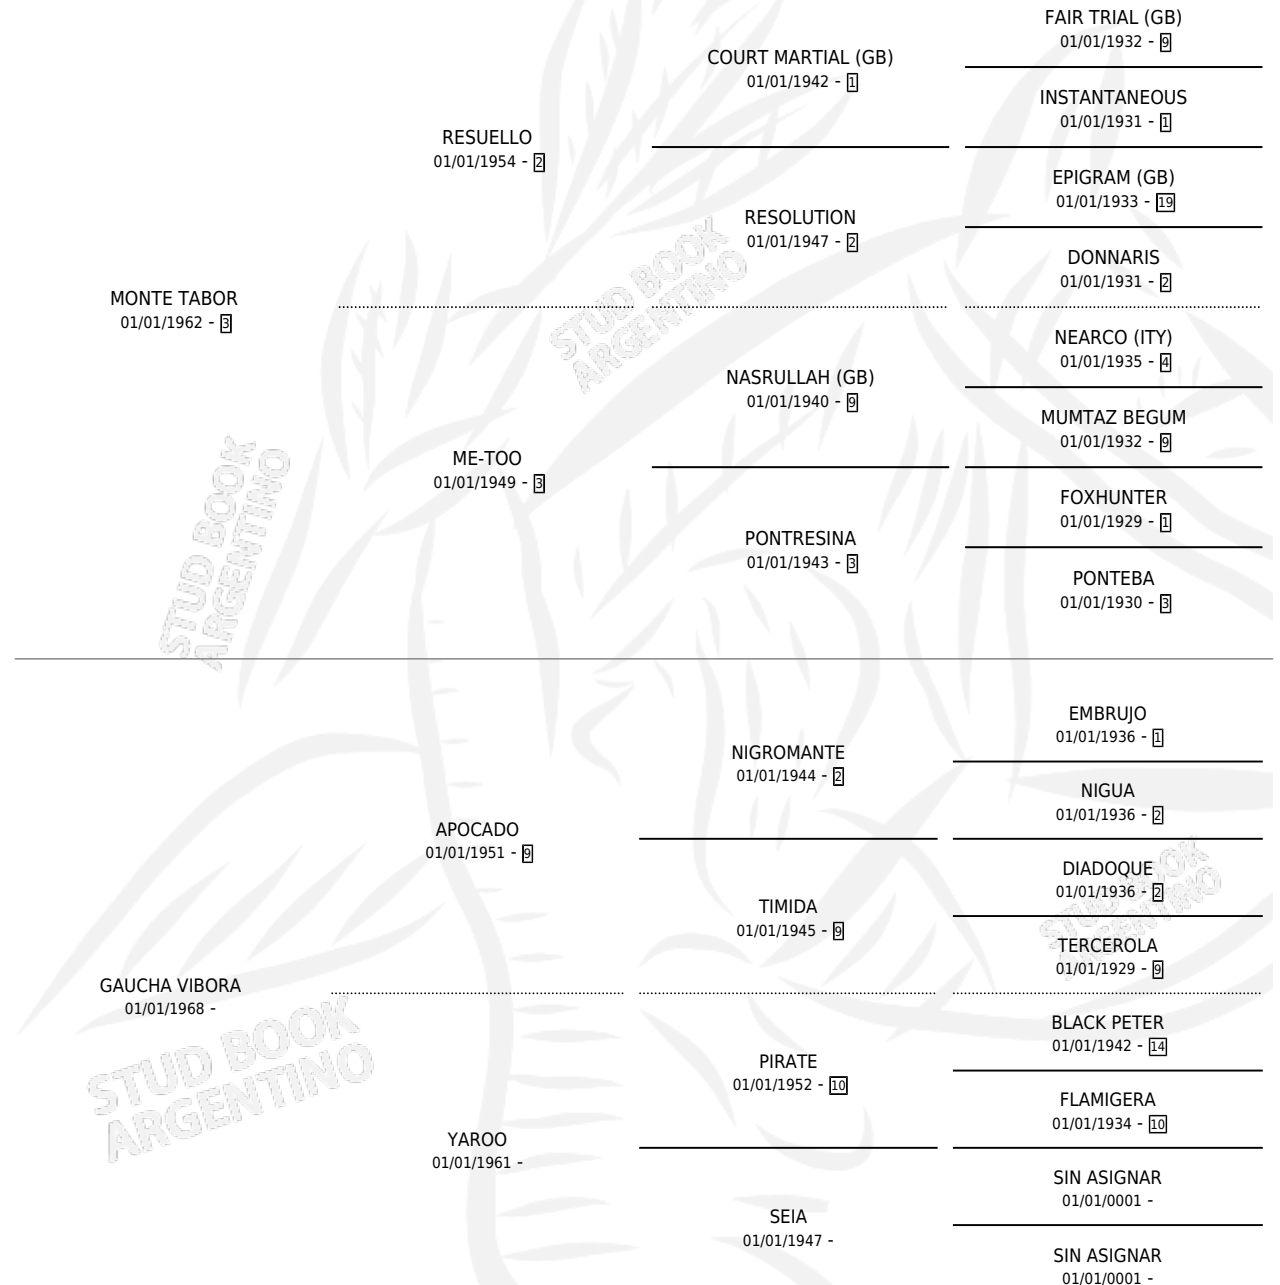 FAIR TRIAL (GB)
01/01/1932 - 9
COURT MARTIAL (GB)
01/01/1942 - 1
INSTANTANEOUS
01/01/1931 - 1
RESUELLO
01/01/1954 - 2
EPIGRAM (GB)
01/01/1933 - 19
RESOLUTION
01/01/1947 - 2
DONNARIS
01/01/1931 - 2
MONTE TABOR
01/01/1962 - 3
NEARCO (ITY)
01/01/1935 - 4
NASRULLAH (GB)
01/01/1940 - 9
MUMTAZ BEGUM
01/01/1932 - 9
ME-TOO
01/01/1949 - 3
FOXHUNTER
01/01/1929 - 1
PONTRESINA
01/01/1943 - 3
PONTEBA
01/01/1930 - 3
EMBRUJO
01/01/1936 - 1
NIGROMANTE
01/01/1944 - 2
NIGUA
01/01/1936 - 2
APOCADO
01/01/1951 - 9
DIADOQUE
01/01/1936 - 2
TIMIDA
01/01/1945 - 9
TERCEROLA
01/01/1929 - 9
GAUCHA VIBORA
01/01/1968 -
BLACK PETER
01/01/1942 - 14
PIRATE
01/01/1952 - 10
FLAMIGERA
01/01/1934 - 10
YAROO
01/01/1961 -
SIN ASIGNAR
01/01/0001 -
SEIA
01/01/1947 -
SIN ASIGNAR
01/01/0001 -
STUD BOOK
ARGENTINO
STUD BOOK
ARGENTINO
STUD BOOK
ARGENTINO
STUD BOOK
ARGENTINO